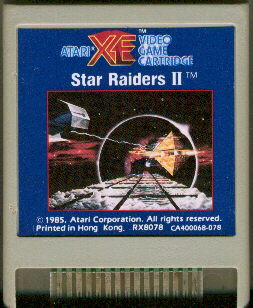 ATARI® XE™ VIDEO
GAME
CARTRIDGE
Star Raiders II™
© 1985, Atari Corporation. All rights reserved.
Printed in Hong Kong. RX8078 CA400068-078